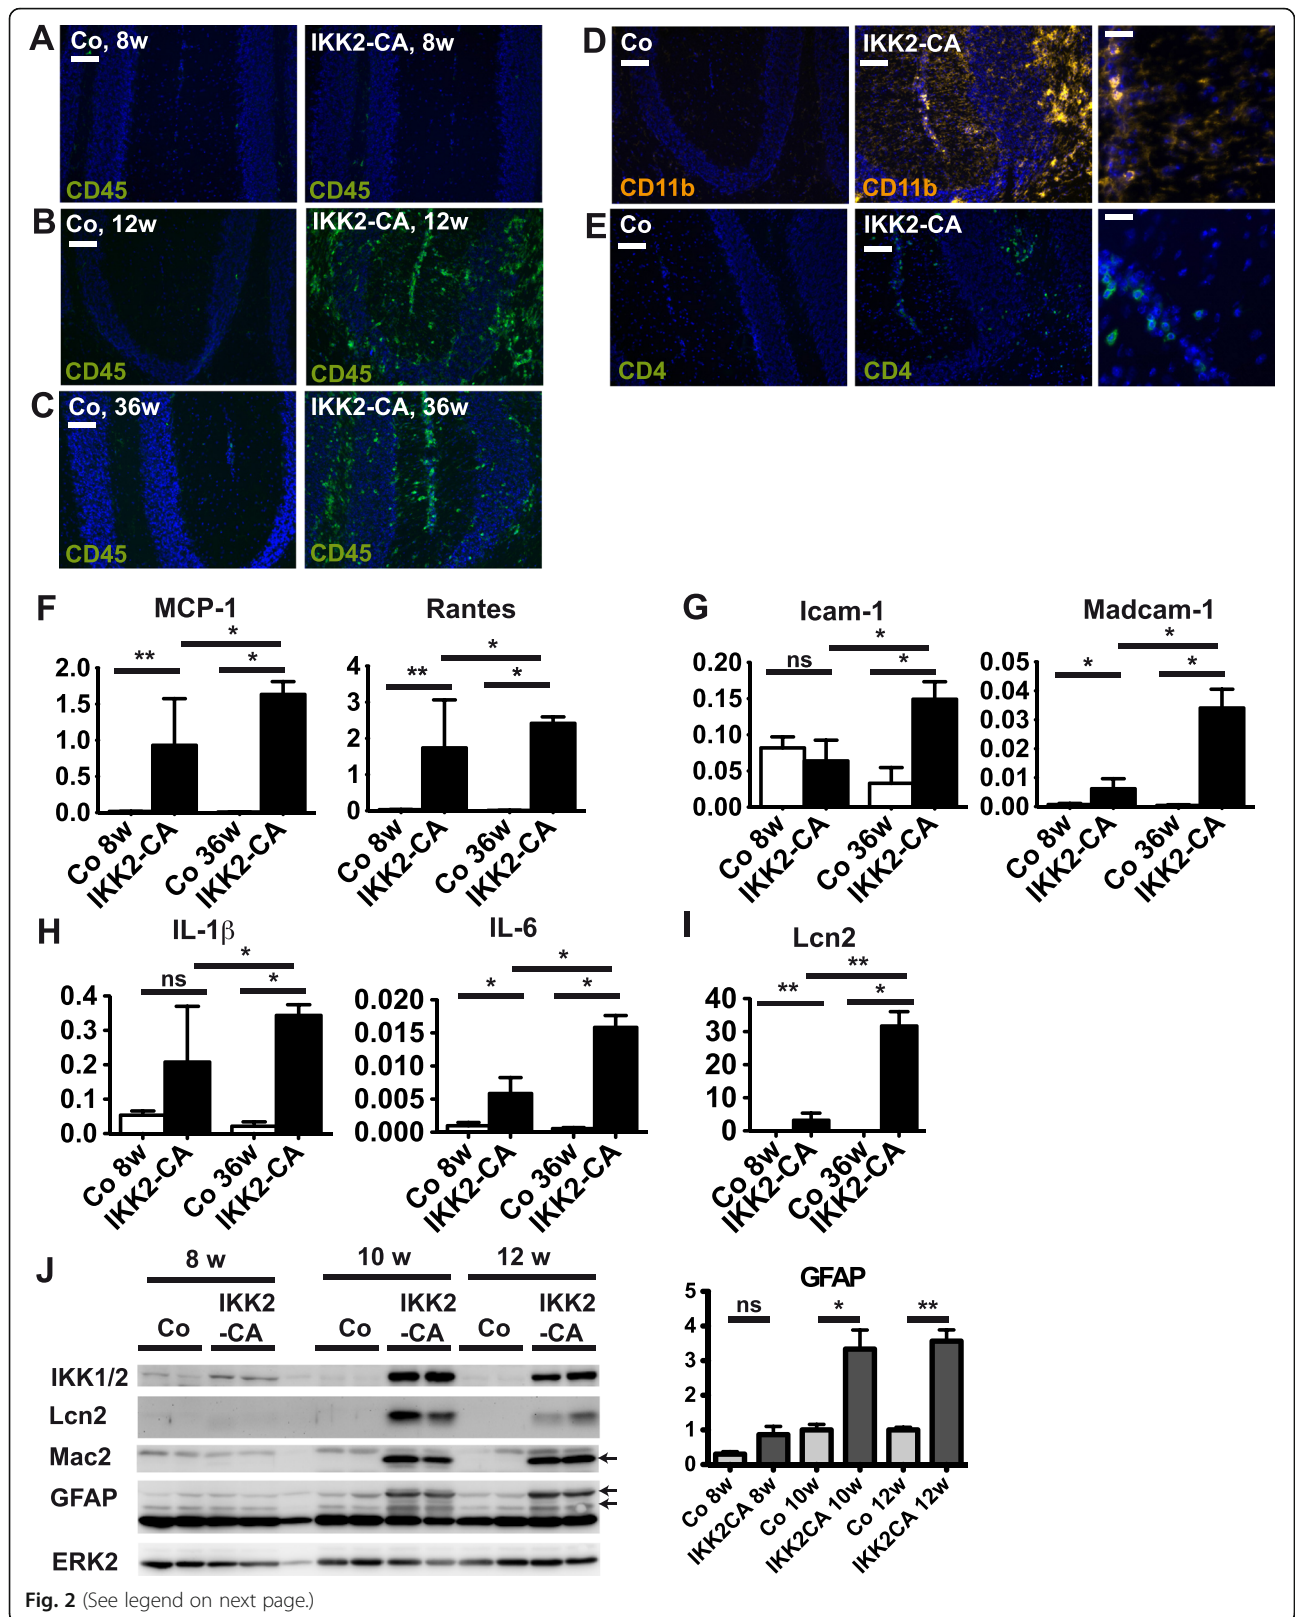 A
Co, 8w
CD45
IKK2-CA, 8w
CD45
B
Co, 12w
CD45
IKK2-CA, 12w
CD45
C
Co, 36w
CD45
IKK2-CA, 36w
CD45
D
Co
CD11b
IKK2-CA
CD11b
E
Co
CD4
IKK2-CA
CD4
F
MCP-1
*
** *
2.0
1.5
1.0
0.5
0.0
Co 8w
IKK2-CA
Co 36w
IKK2-CA
Rantes
*
** *
4
3
2
1
0
Co 8w
IKK2-CA
Co 36w
IKK2-CA
G
Icam-1
*
ns *
0.20
0.15
0.10
0.05
0.00
Co 8w
IKK2-CA
Co 36w
IKK2-CA
Madcam-1
*
* *
0.05
0.04
0.03
0.02
0.01
0.00
Co 8w
IKK2-CA
Co 36w
IKK2-CA
H
IL-1β
*
ns *
0.4
0.3
0.2
0.1
0.0
Co 8w
IKK2-CA
Co 36w
IKK2-CA
IL-6
*
* *
0.020
0.015
0.010
0.005
0.000
Co 8w
IKK2-CA
Co 36w
IKK2-CA
I
Lcn2
**
** *
40
30
20
10
0
Co 8w
IKK2-CA
Co 36w
IKK2-CA
J
8 w 10 w 12 w
Co IKK2
-CA Co IKK2
-CA Co IKK2
-CA
IKK1/2
Lcn2
Mac2
GFAP
ERK2
GFAP
ns * **
5
4
3
2
1
0
Co 8w
IKK2CA 8w
Co 10w
IKK2CA 10w
Co 12w
IKK2CA 12w
Fig. 2 (See legend on next page.)